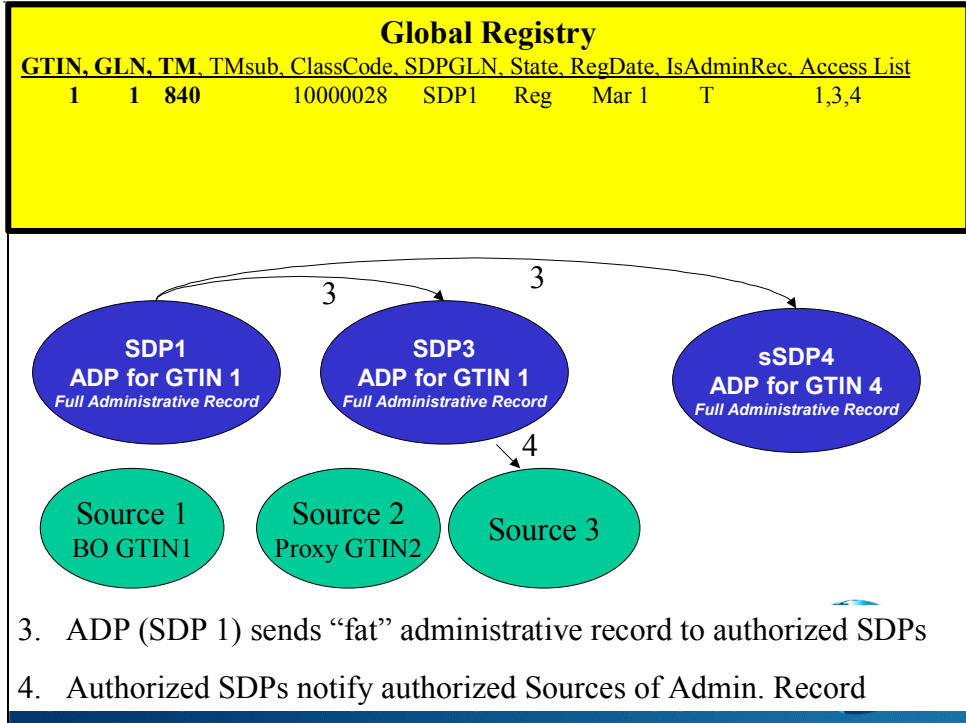 Global Registry
GTIN, GLN, TM, TMsub, ClassCode, SDPGLN, State, RegDate, IsAdminRec, Access List
1 1 840 10000028 SDP1 Reg Mar 1 T 1,3,4
3
3
SDP1
ADP for GTIN 1
Full Administrative Record
SDP3
ADP for GTIN 1
Full Administrative Record
sSDP4
ADP for GTIN 4
Full Administrative Record
4
Source 1
BO GTIN1
Source 2
Proxy GTIN2
Source 3
3. ADP (SDP 1) sends “fat” administrative record to authorized SDPs
4. Authorized SDPs notify authorized Sources of Admin. Record